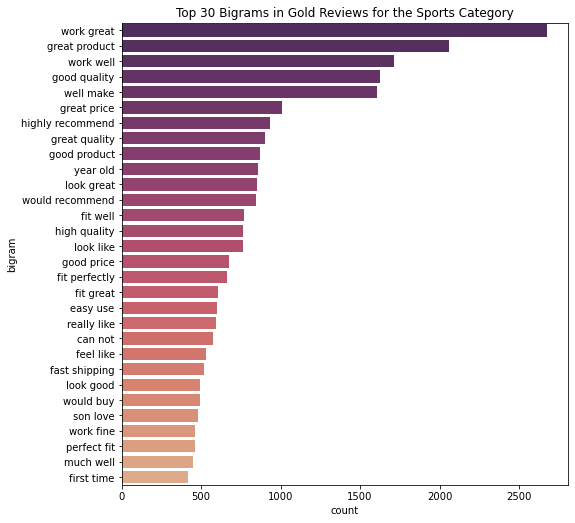 Top 30 Bigrams in Gold Reviews for the Sports Category
work great
great product
work well
good quality
well make
great price
highly recommend
great quality
good product
year old
look great
would recommend
fit well
high quality
look like
good price
fit perfectly
fit great
easy use
really like
can not
feel like
fast shipping
look good
would buy
son love
work fine
perfect fit
much well
first time
bigram
0 500 1000 1500 2000 2500
count